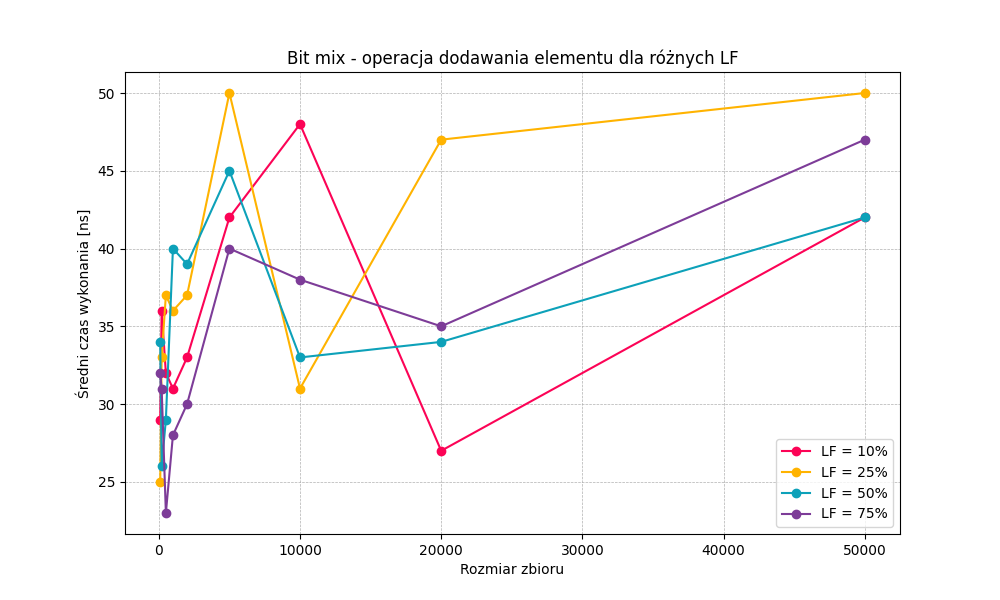 Bit mix - operacja dodawania elementu dla różnych LF
Średni czas wykonania [ns]
50
45
40
35
30
25
0
10000
20000
30000
40000
50000
Rozmiar zbioru
LF = 10%
LF = 25%
LF = 50%
LF = 75%